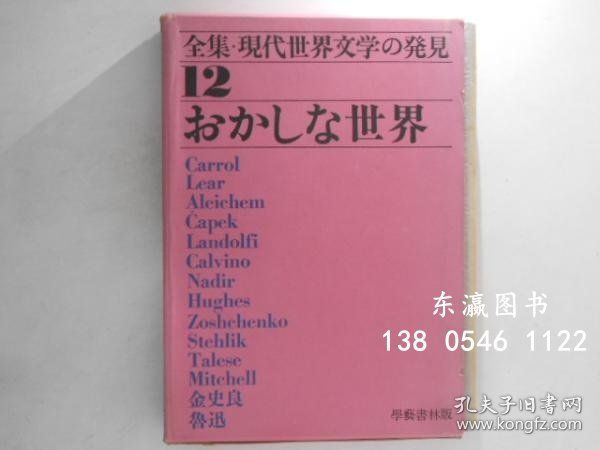 全集・現代世界文学の発見
12
おかしな世界
Carrol
Lear
Aleichem
Čapek
Landolfi
Calvino
Nadir
Hughes
Zoshchenko
Stehlik
Talese
Mitchell
金史良
魯迅
學藝書林版
东瀛图书
138 0546 1122
孔夫子旧书网
www.kongfz.com